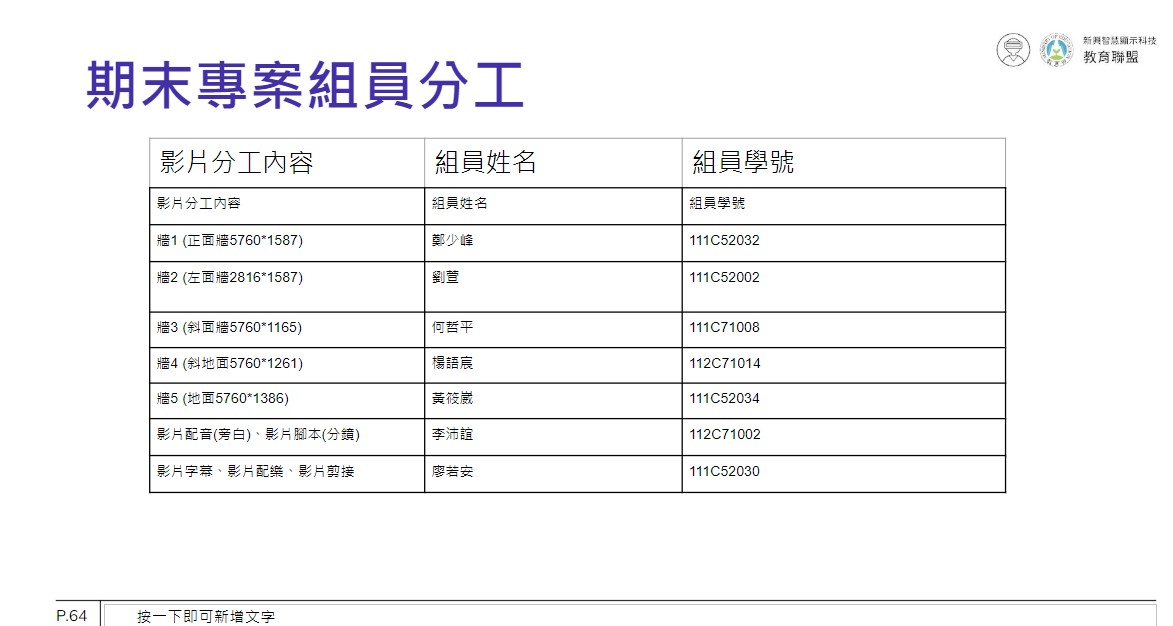 新興智慧顯示科技
教育聯盟
期末專案組員分工
影片分工內容 組員姓名 組員學號
影片分工內容 組員姓名 組員學號
牆1 (正面牆5760*1587) 鄭少峰 111C52032
牆2 (左面牆2816*1587) 劉萱 111C52002
牆3 (斜面牆5760*1165) 何哲平 111C71008
牆4 (斜地面5760*1261) 楊語宸 112C71014
牆5 (地面5760*1386) 黃筱崴 111C52034
影片配音(旁白)、影片腳本(分鏡) 李沛誼 112C71002
影片字幕、影片配樂、影片剪接 廖若安 111C52030
P.64 按一下即可新增文字